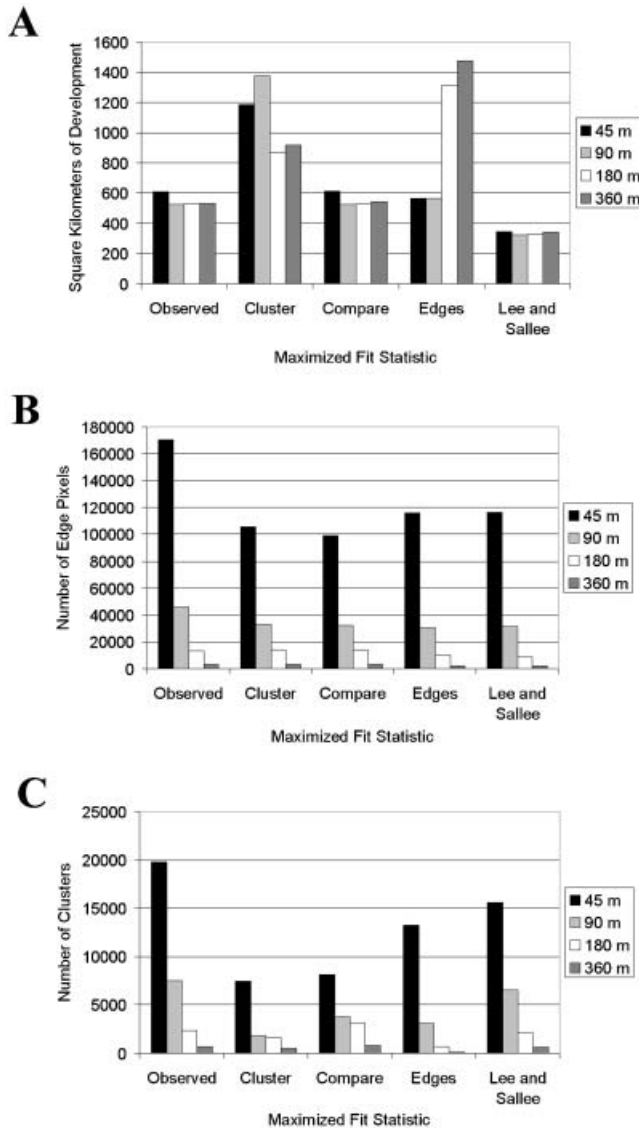 A
Square Kilometers of Development
1600
1400
1200
1000
800
600
400
200
0
Observed
Cluster
Compare
Edges
Lee and
Sallee
Maximized Fit Statistic
45 m
90 m
180 m
360 m
B
Number of Edge Pixels
180000
160000
140000
120000
100000
80000
60000
40000
20000
0
Observed
Cluster
Compare
Edges
Lee and
Sallee
Maximized Fit Statistic
45 m
90 m
180 m
360 m
C
Number of Clusters
25000
20000
15000
10000
5000
0
Observed
Cluster
Compare
Edges
Lee and
Sallee
Maximized Fit Statistic
45 m
90 m
180 m
360 m